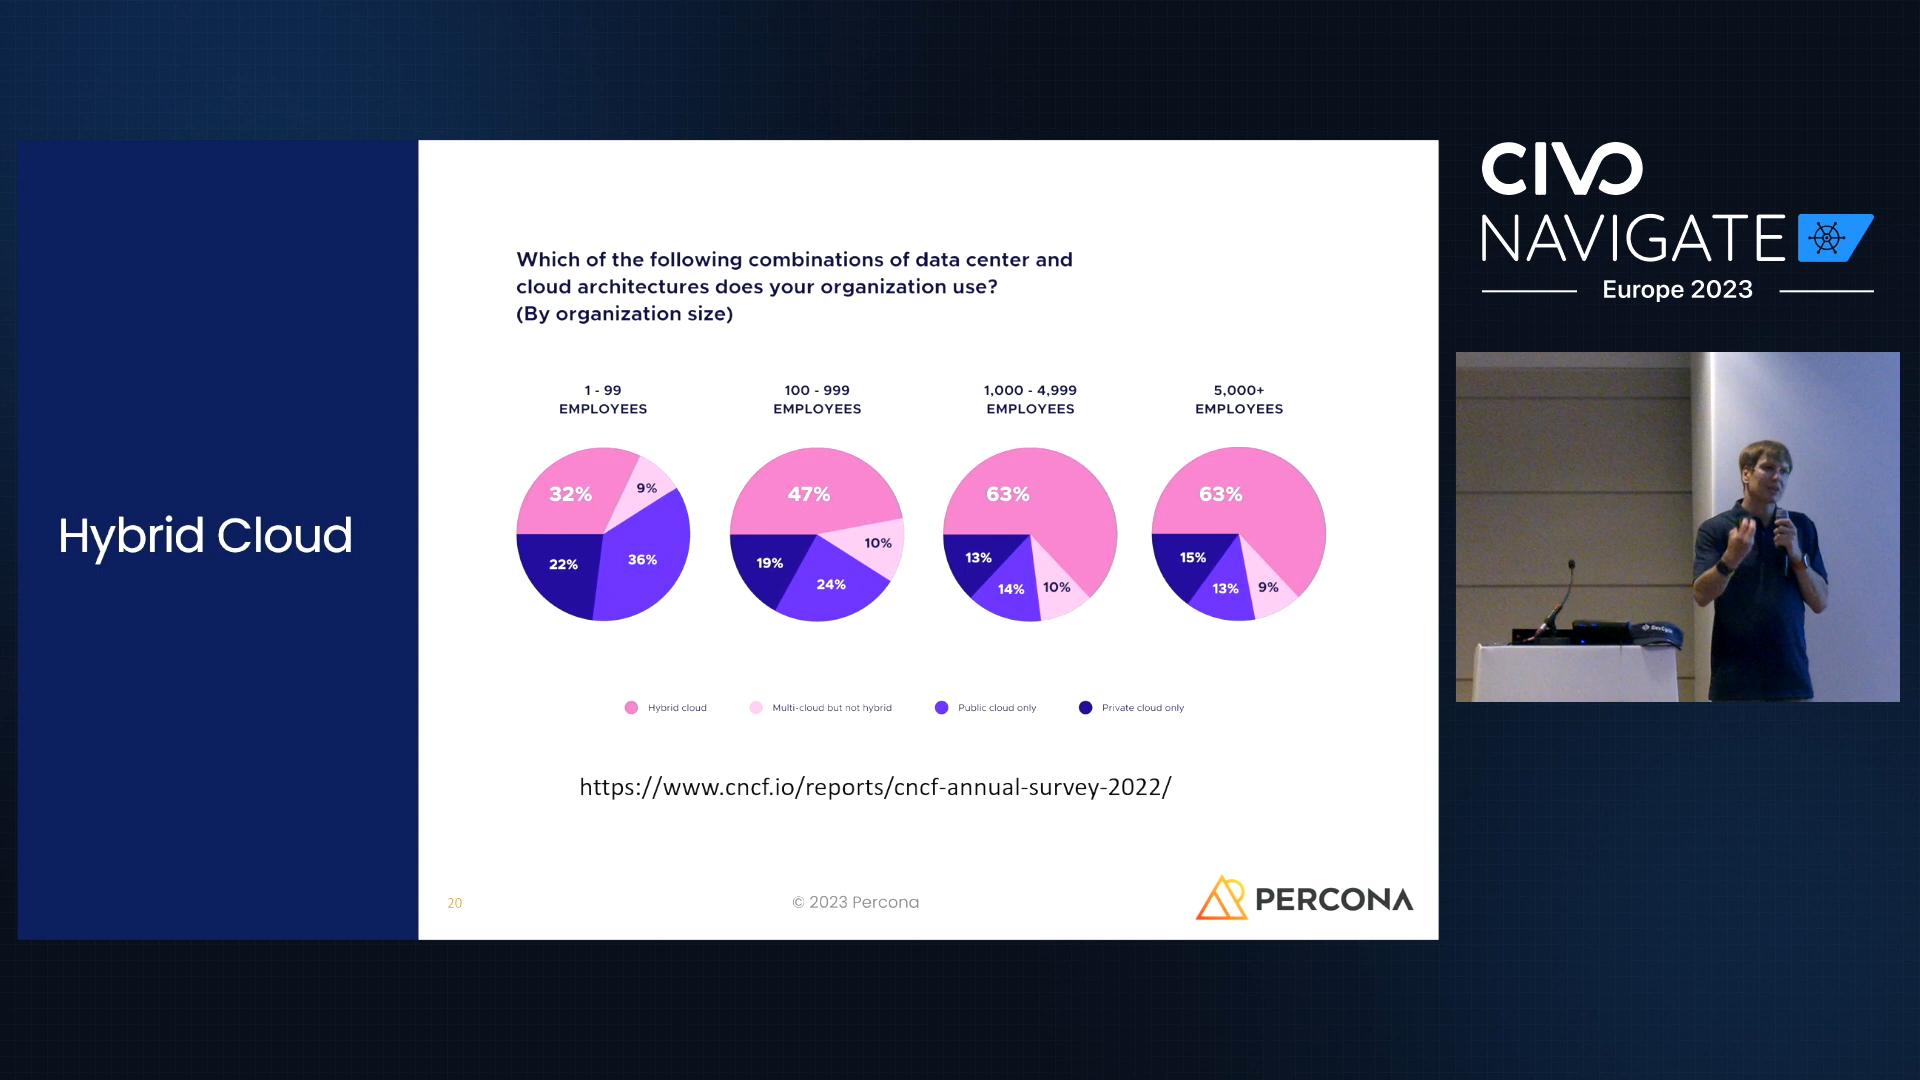 Hybrid Cloud
Which of the following combinations of data center and
cloud architectures does your organization use?
(By organization size)
1 - 99
EMPLOYEES
100 - 999
EMPLOYEES
1,000 - 4,999
EMPLOYEES
5,000+
EMPLOYEES
32%
9%
36%
22%
47%
10%
24%
19%
63%
10%
14%
13%
63%
9%
13%
15%
Hybrid cloud
Multi-cloud but not hybrid
Public cloud only
Private cloud only
https://www.cncf.io/reports/cncf-annual-survey-2022/
20
© 2023 Percona
PERCONA
CIVO
NAVIGATE
Europe 2023